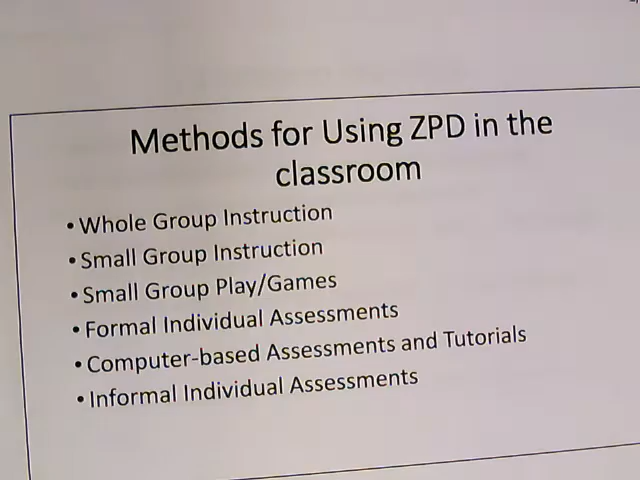 Methods for Using ZPD in the
classroom
• Whole Group Instruction
• Small Group Instruction
• Small Group Play/Games
• Formal Individual Assessments
• Computer-based Assessments and Tutorials
• Informal Individual Assessments